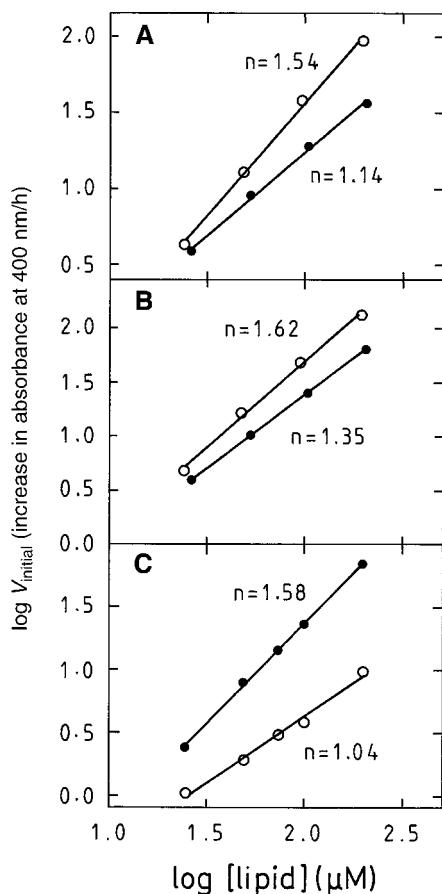 log V_initial (increase in absorbance at 400 nm/h)
A
2.0
1.5
1.0
0.5
n=1.54
n=1.14
B
2.0
1.5
1.0
0.5
0.0
n=1.62
n=1.35
C
1.5
1.0
0.5
0.0
n=1.58
n=1.04
1.0 1.5 2.0 2.5
log [lipid] (μM)